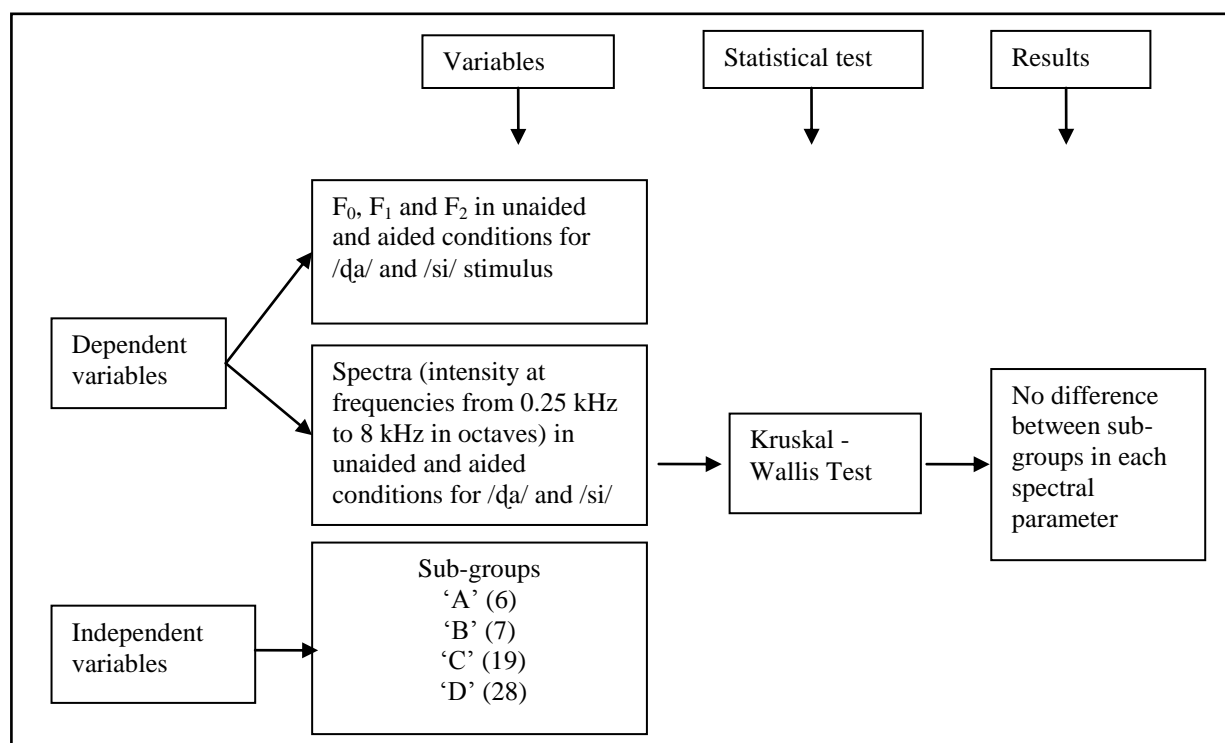 Variables
Statistical test
Results
F₀, F₁ and F₂ in unaided
and aided conditions for
/ɖa/ and /si/ stimulus
Dependent
variables
Spectra (intensity at
frequencies from 0.25 kHz
to 8 kHz in octaves) in
unaided and aided
conditions for /ɖa/ and /si/
Kruskal -
Wallis Test
No difference
between sub-
groups in each
spectral
parameter
Independent
variables
Sub-groups
‘A’ (6)
‘B’ (7)
‘C’ (19)
‘D’ (28)